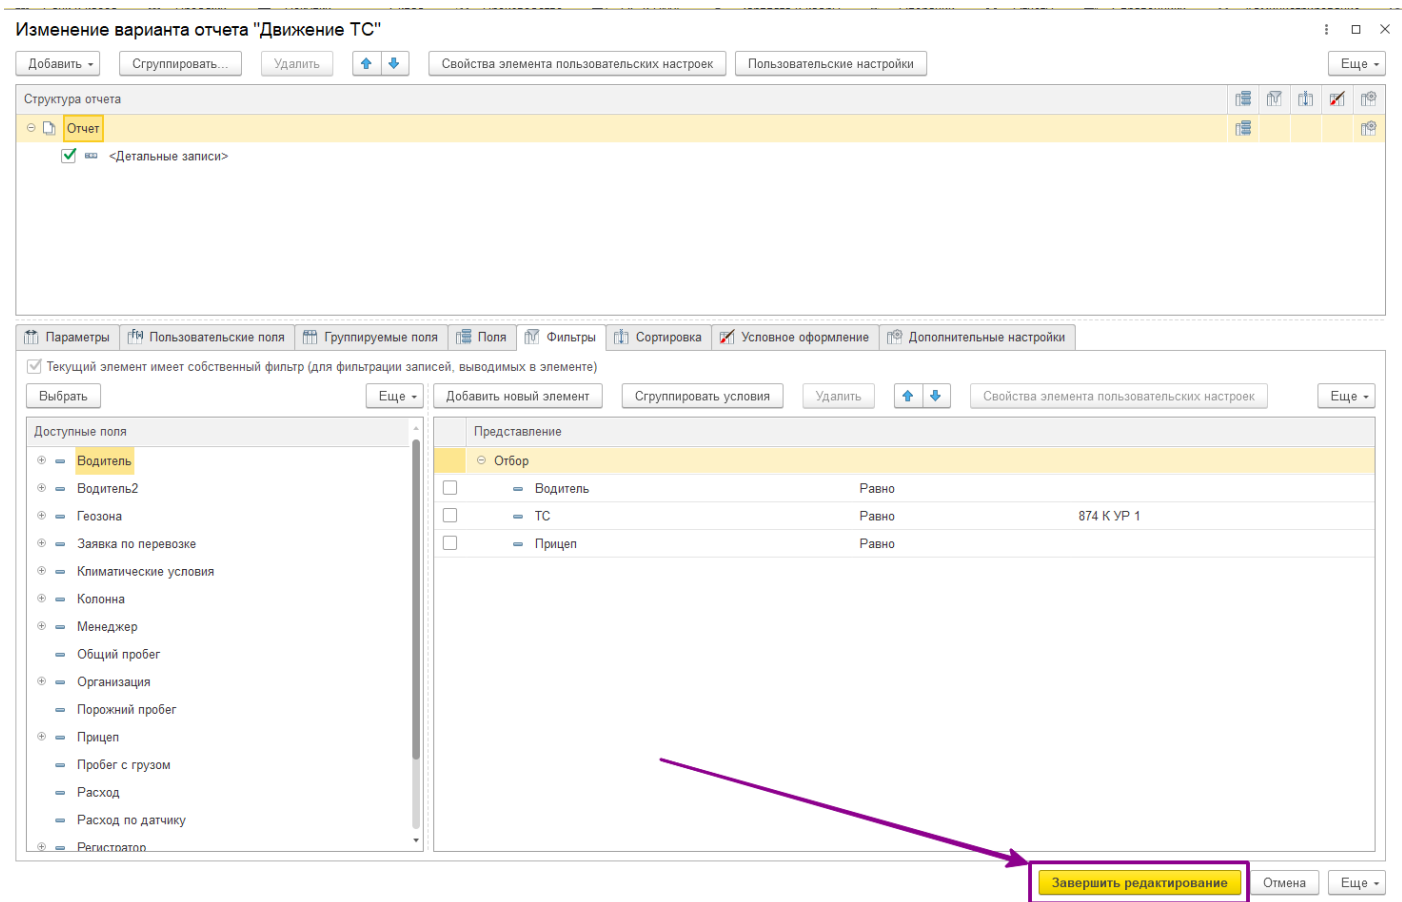 Изменение варианта отчета "Движение ТС"
Добавить Сгруппировать... Удалить Свойства элемента пользовательских настроек Пользовательские настройки Еще
Структура отчета
Отчет
<Детальные записи>
Параметры Пользовательские поля Группируемые поля Поля Фильтры Сортировка Условное оформление Дополнительные настройки
Текущий элемент имеет собственный фильтр (для фильтрации записей, выводимых в элементе)
Выбрать Еще Добавить новый элемент Сгруппировать условия Удалить Свойства элемента пользовательских настроек Еще
Доступные поля Представление
Водитель Отбор
Водитель2 Водитель Равно
Геозона ТС Равно 874 К УР 1
Заявка по перевозке Прицеп Равно
Климатические условия
Колонна
Менеджер
Общий пробег
Организация
Порожний пробег
Прицеп
Пробег с грузом
Расход
Расход по датчику
Регистратор
Завершить редактирование Отмена Еще